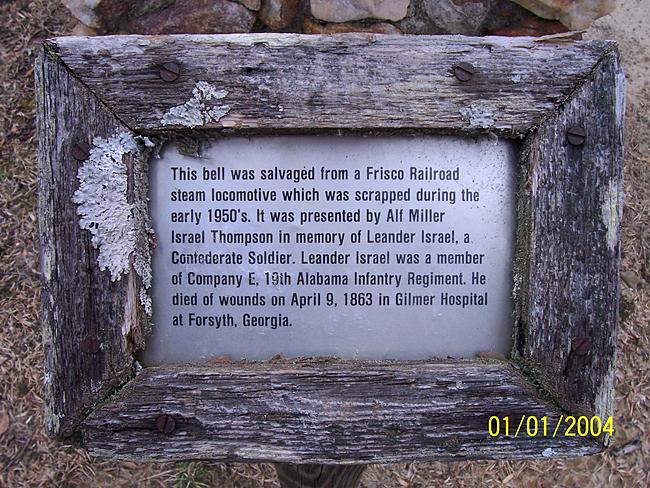 This bell was salvaged from a Frisco Railroad
steam locomotive which was scrapped during the
early 1950's. It was presented by Alf Miller
Israel Thompson in memory of Leander Israel, a
Confederate Soldier. Leander Israel was a member
of Company E, 19th Alabama Infantry Regiment. He
died of wounds on April 9, 1863 in Gilmer Hospital
at Forsyth, Georgia.
01/01/2004